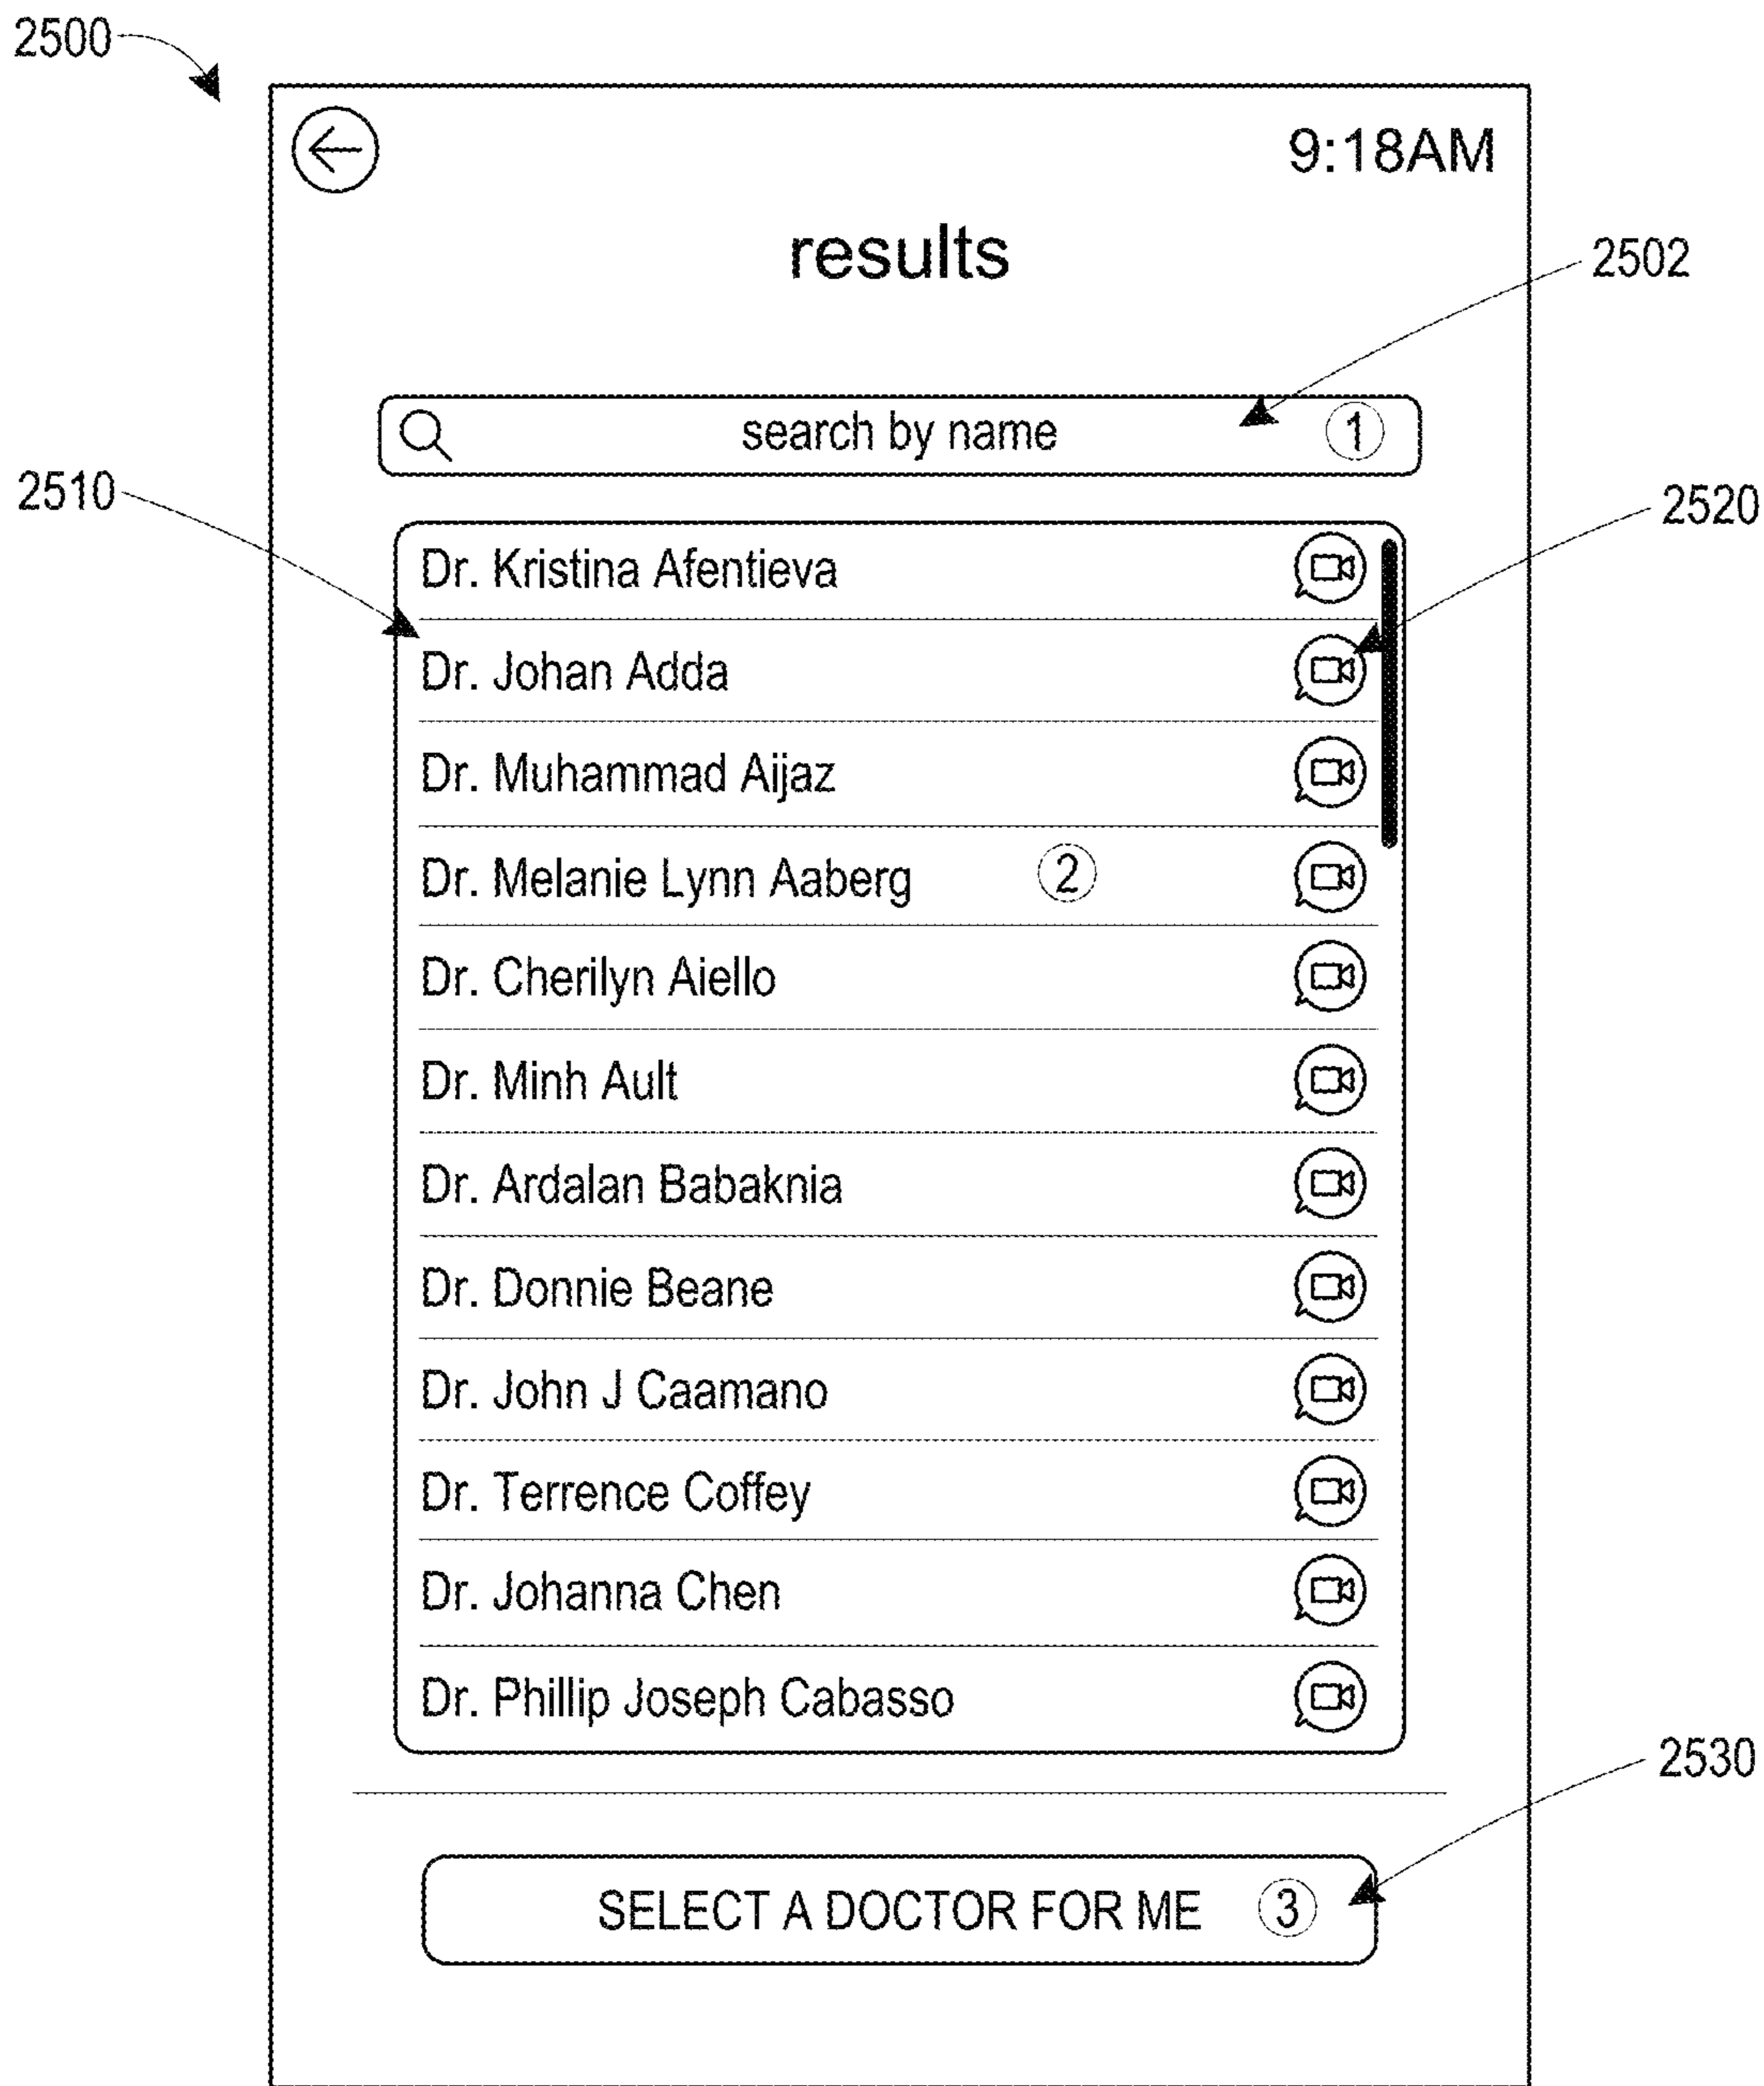 2500
9:18AM
results
2502
search by name 1
2510
2520
Dr. Kristina Afentieva
Dr. Johan Adda
Dr. Muhammad Aijaz
Dr. Melanie Lynn Aaberg 2
Dr. Cherilyn Aiello
Dr. Minh Ault
Dr. Ardalan Babaknia
Dr. Donnie Beane
Dr. John J Caamano
Dr. Terrence Coffey
Dr. Johanna Chen
Dr. Phillip Joseph Cabasso
2530
SELECT A DOCTOR FOR ME 3